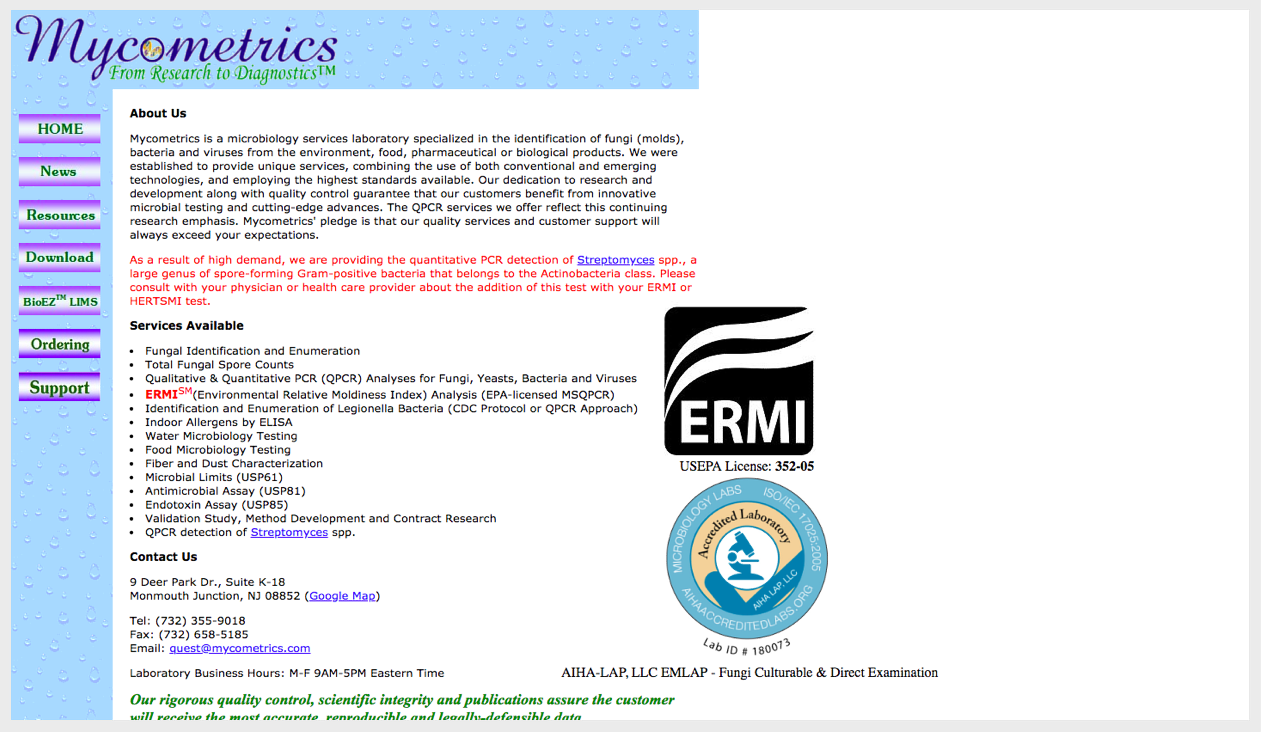 Mycometrics
From Research to Diagnostics™
HOME
News
Resources
Download
BioEZ™ LIMS
Ordering
Support
About Us
Mycometrics is a microbiology services laboratory specialized in the identification of fungi (molds),
bacteria and viruses from the environment, food, pharmaceutical or biological products. We were
established to provide unique services, combining the use of both conventional and emerging
technologies, and employing the highest standards available. Our dedication to research and
development along with quality control guarantee that our customers benefit from innovative
microbial testing and cutting-edge advances. The QPCR services we offer reflect this continuing
research emphasis. Mycometrics' pledge is that our quality services and customer support will
always exceed your expectations.
As a result of high demand, we are providing the quantitative PCR detection of Streptomyces spp., a
large genus of spore-forming Gram-positive bacteria that belongs to the Actinobacteria class. Please
consult with your physician or health care provider about the addition of this test with your ERMI or
HERTSMI test.
Services Available
• Fungal Identification and Enumeration
• Total Fungal Spore Counts
• Qualitative & Quantitative PCR (QPCR) Analyses for Fungi, Yeasts, Bacteria and Viruses
• ERMI℠(Environmental Relative Moldiness Index) Analysis (EPA-licensed MSQPCR)
• Identification and Enumeration of Legionella Bacteria (CDC Protocol or QPCR Approach)
• Indoor Allergens by ELISA
• Water Microbiology Testing
• Food Microbiology Testing
• Fiber and Dust Characterization
• Microbial Limits (USP61)
• Antimicrobial Assay (USP81)
• Endotoxin Assay (USP85)
• Validation Study, Method Development and Contract Research
• QPCR detection of Streptomyces spp.
ERMI
USEPA License: 352-05
MICROBIOLOGY LABS ISO/IEC 17025:2005
Accredited Laboratory
AIHA LAP, LLC
AIHAACCREDITEDLABS.ORG
Lab ID # 180073
AIHA-LAP, LLC EMLAP - Fungi Culturable & Direct Examination
Contact Us
9 Deer Park Dr., Suite K-18
Monmouth Junction, NJ 08852 (Google Map)
Tel: (732) 355-9018
Fax: (732) 658-5185
Email: quest@mycometrics.com
Laboratory Business Hours: M-F 9AM-5PM Eastern Time
Our rigorous quality control, scientific integrity and publications assure the customer
will receive the most accurate, reproducible and legally-defensible data